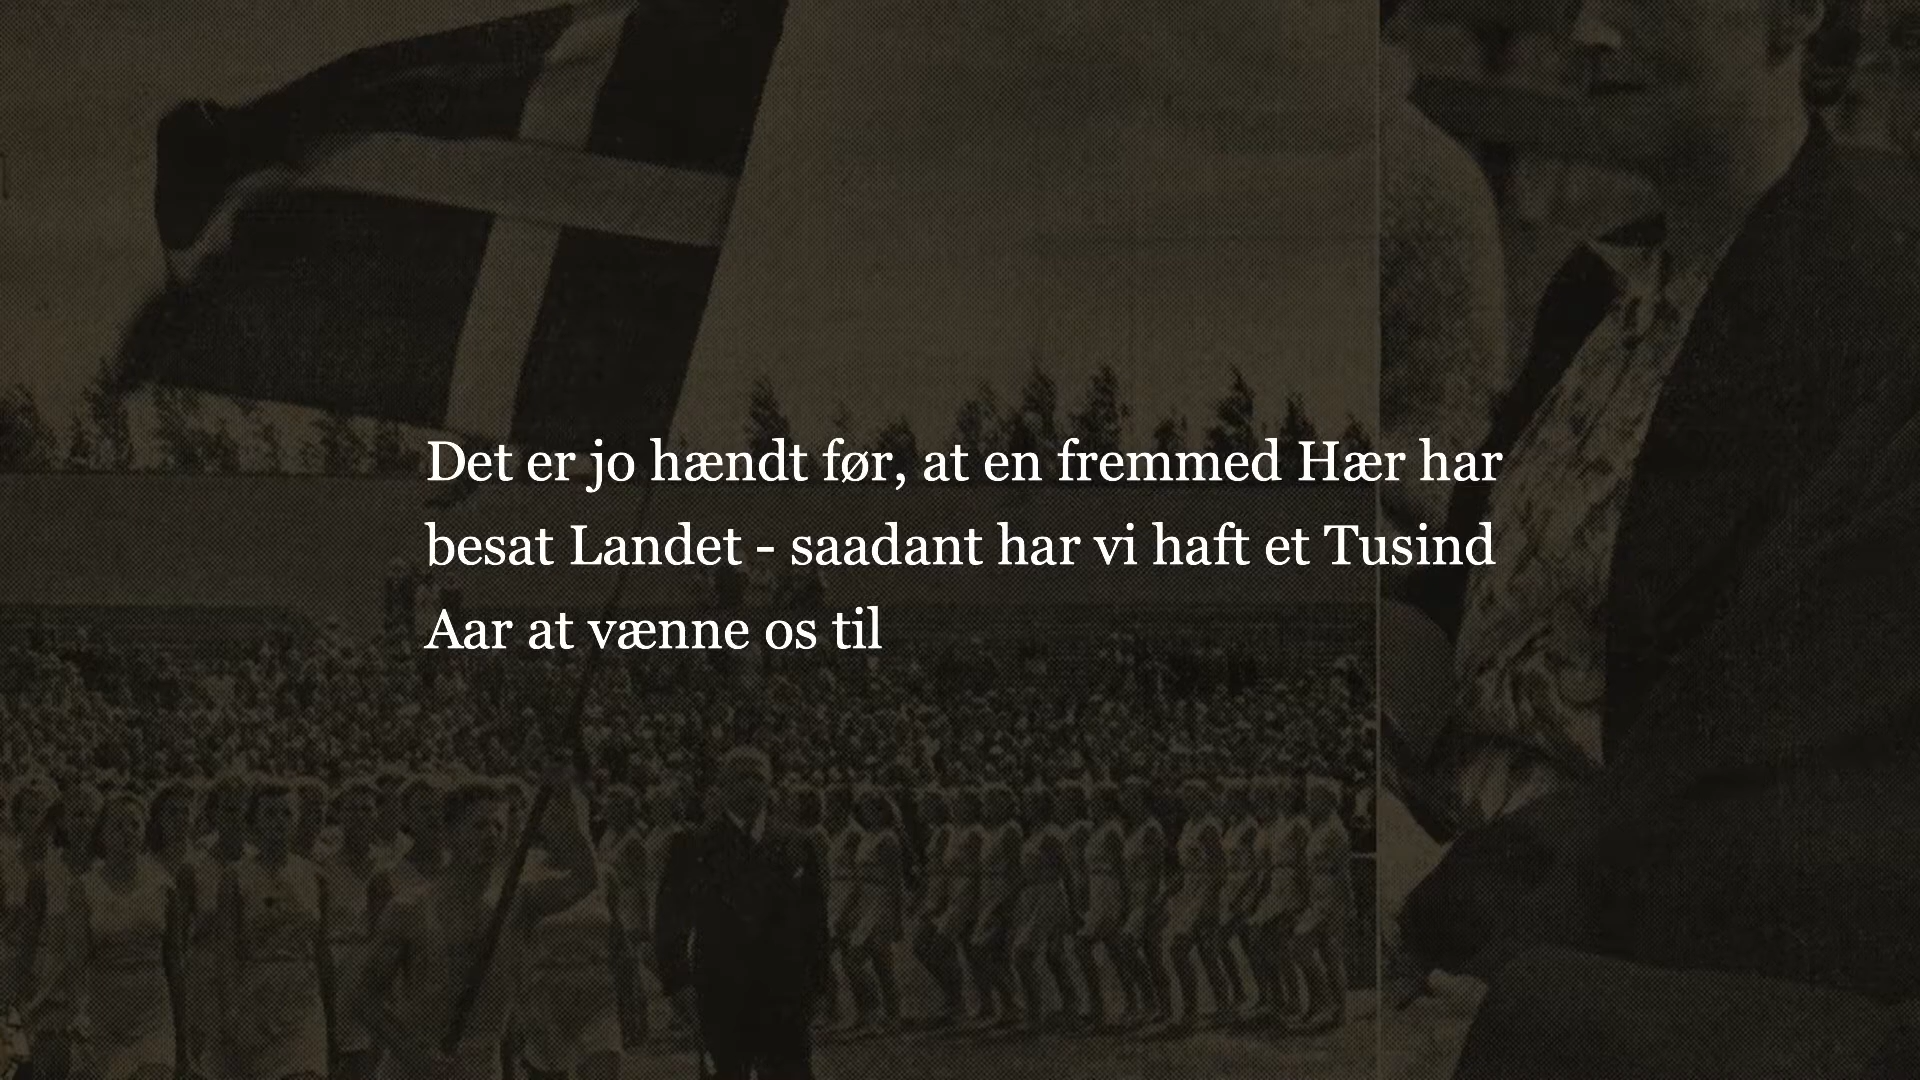 Det er jo hændt før, at en fremmed Hær har
besat Landet - saadant har vi haft et Tusind
Aar at vænne os til